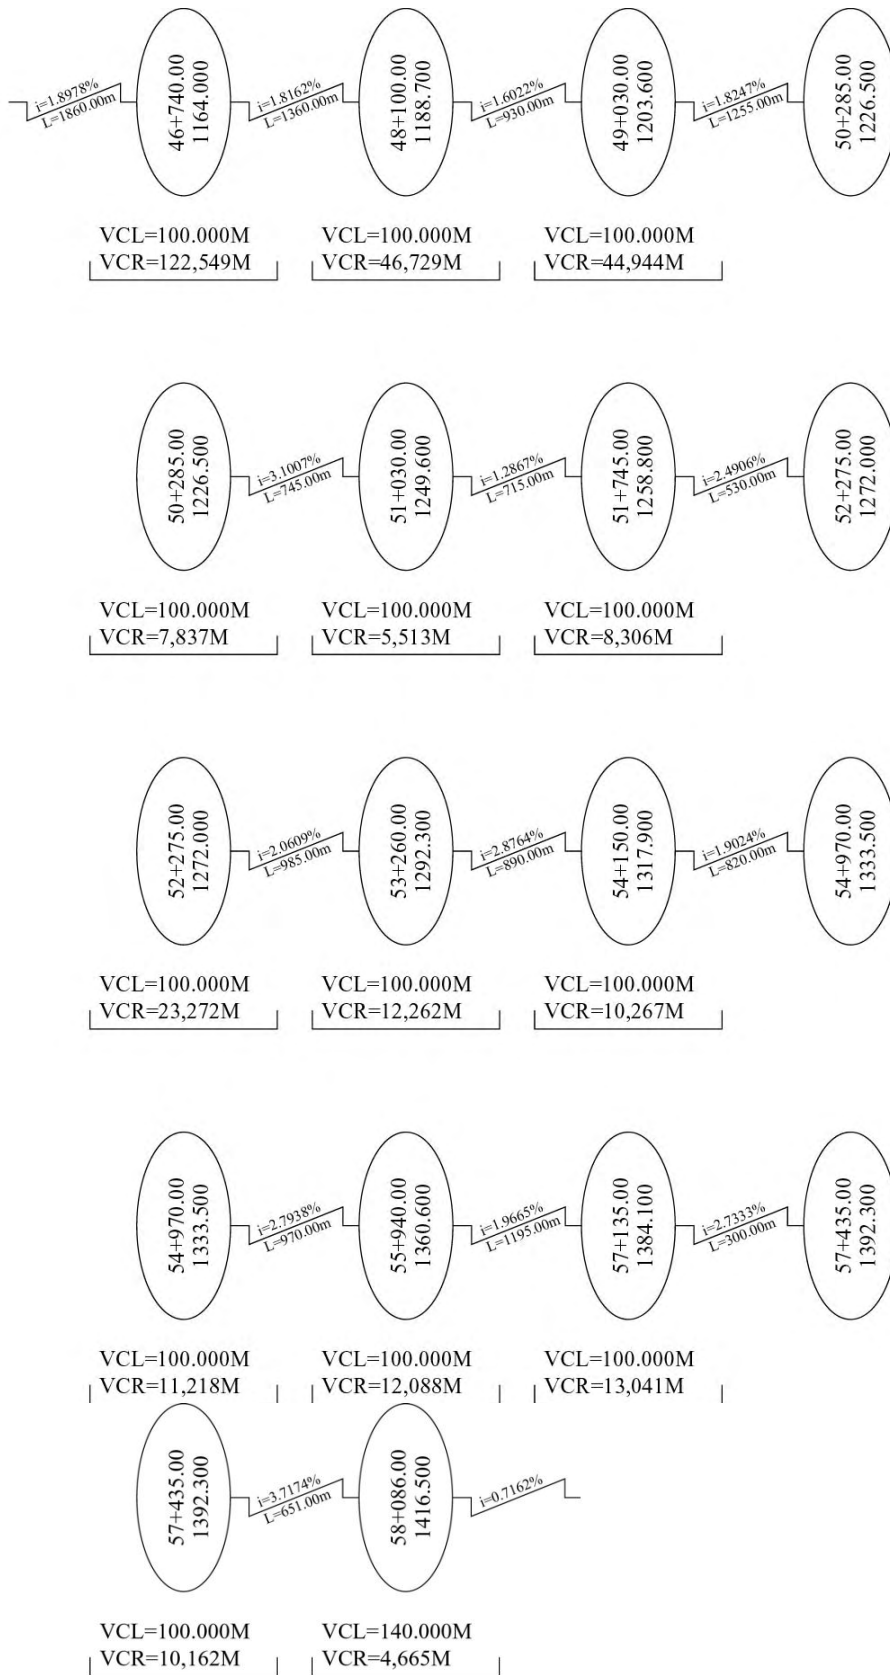 i=1.8978%
L=1860.00m
46+740.00
1164.000
i=1.8162%
L=1360.00m
48+100.00
1188.700
i=1.6022%
L=930.00m
49+030.00
1203.600
i=1.8247%
L=1255.00m
50+285.00
1226.500
VCL=100.000M
VCR=122,549M
VCL=100.000M
VCR=46,729M
VCL=100.000M
VCR=44,944M
50+285.00
1226.500
i=3.1007%
L=745.00m
51+030.00
1249.600
i=1.2867%
L=715.00m
51+745.00
1258.800
i=2.4906%
L=530.00m
52+275.00
1272.000
VCL=100.000M
VCR=7,837M
VCL=100.000M
VCR=5,513M
VCL=100.000M
VCR=8,306M
52+275.00
1272.000
i=2.0609%
L=985.00m
53+260.00
1292.300
i=2.8764%
L=890.00m
54+150.00
1317.900
i=1.9024%
L=820.00m
54+970.00
1333.500
VCL=100.000M
VCR=23,272M
VCL=100.000M
VCR=12,262M
VCL=100.000M
VCR=10,267M
54+970.00
1333.500
i=2.7938%
L=970.00m
55+940.00
1360.600
i=1.9665%
L=1195.00m
57+135.00
1384.100
i=2.7333%
L=300.00m
57+435.00
1392.300
VCL=100.000M
VCR=11,218M
VCL=100.000M
VCR=12,088M
VCL=100.000M
VCR=13,041M
57+435.00
1392.300
i=3.7174%
L=651.00m
58+086.00
1416.500
i=0.7162%
VCL=100.000M
VCR=10,162M
VCL=140.000M
VCR=4,665M